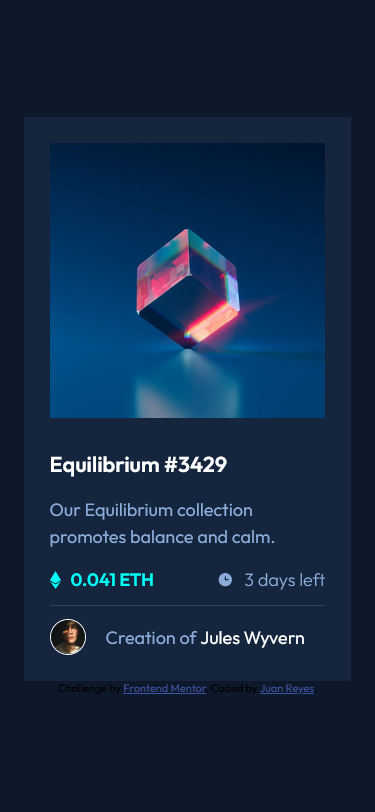 Equilibrium #3429
Our Equilibrium collection
promotes balance and calm.
0.041 ETH 3 days left
Creation of Jules Wyvern
Challenge by Frontend Mentor. Coded by Juan Reyes.